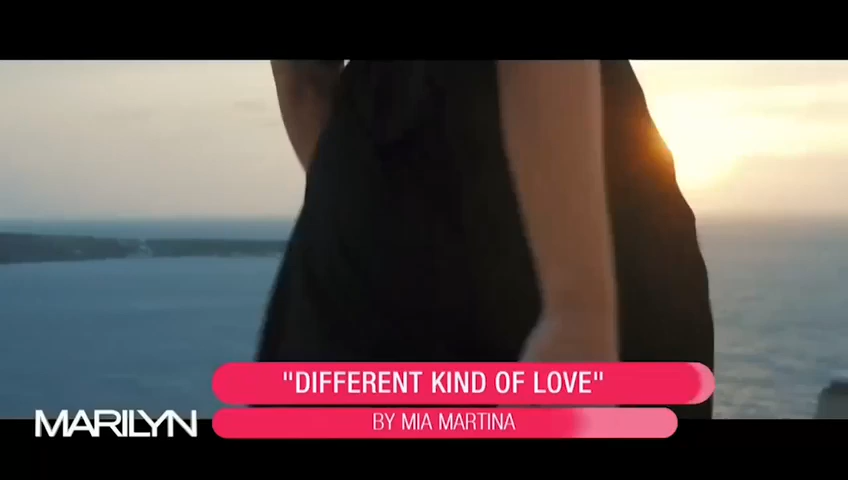 "DIFFERENT KIND OF LOVE"
BY MIA MARTINA
MARILYN